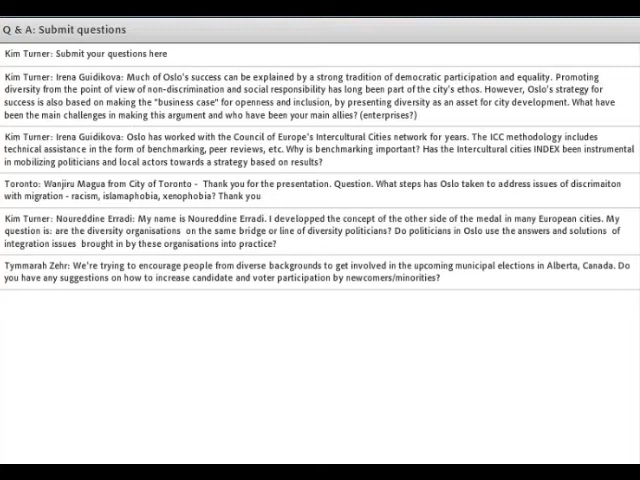 Q & A: Submit questions
Kim Turner: Submit your questions here
Kim Turner: Irena Guidikova: Much of Oslo's success can be explained by a strong tradition of democratic participation and equality. Promoting
diversity from the point of view of non-discrimination and social responsibility has long been part of the city's ethos. However, Oslo's strategy for
success is also based on making the "business case" for openness and inclusion, by presenting diversity as an asset for city development. What have
been the main challenges in making this argument and who have been your main allies? (enterprises?)
Kim Turner: Irena Guidikova: Oslo has worked with the Council of Europe's Intercultural Cities network for years. The ICC methodology includes
technical assistance in the form of benchmarking, peer reviews, etc. Why is benchmarking important? Has the Intercultural cities INDEX been instrumental
in mobilizing politicians and local actors towards a strategy based on results?
Toronto: Wanjiru Magua from City of Toronto - Thank you for the presentation. Question. What steps has Oslo taken to address issues of discrimaiton
with migration - racism, islamaphobia, xenophobia? Thank you
Kim Turner: Noureddine Erradi: My name is Noureddine Erradi. I developped the concept of the other side of the medal in many European cities. My
question is: are the diversity organisations on the same bridge or line of diversity politicians? Do politicians in Oslo use the answers and solutions of
integration issues brought in by these organisations into practice?
Tymmarah Zehr: We're trying to encourage people from diverse backgrounds to get involved in the upcoming municipal elections in Alberta, Canada. Do
you have any suggestions on how to increase candidate and voter participation by newcomers/minorities?